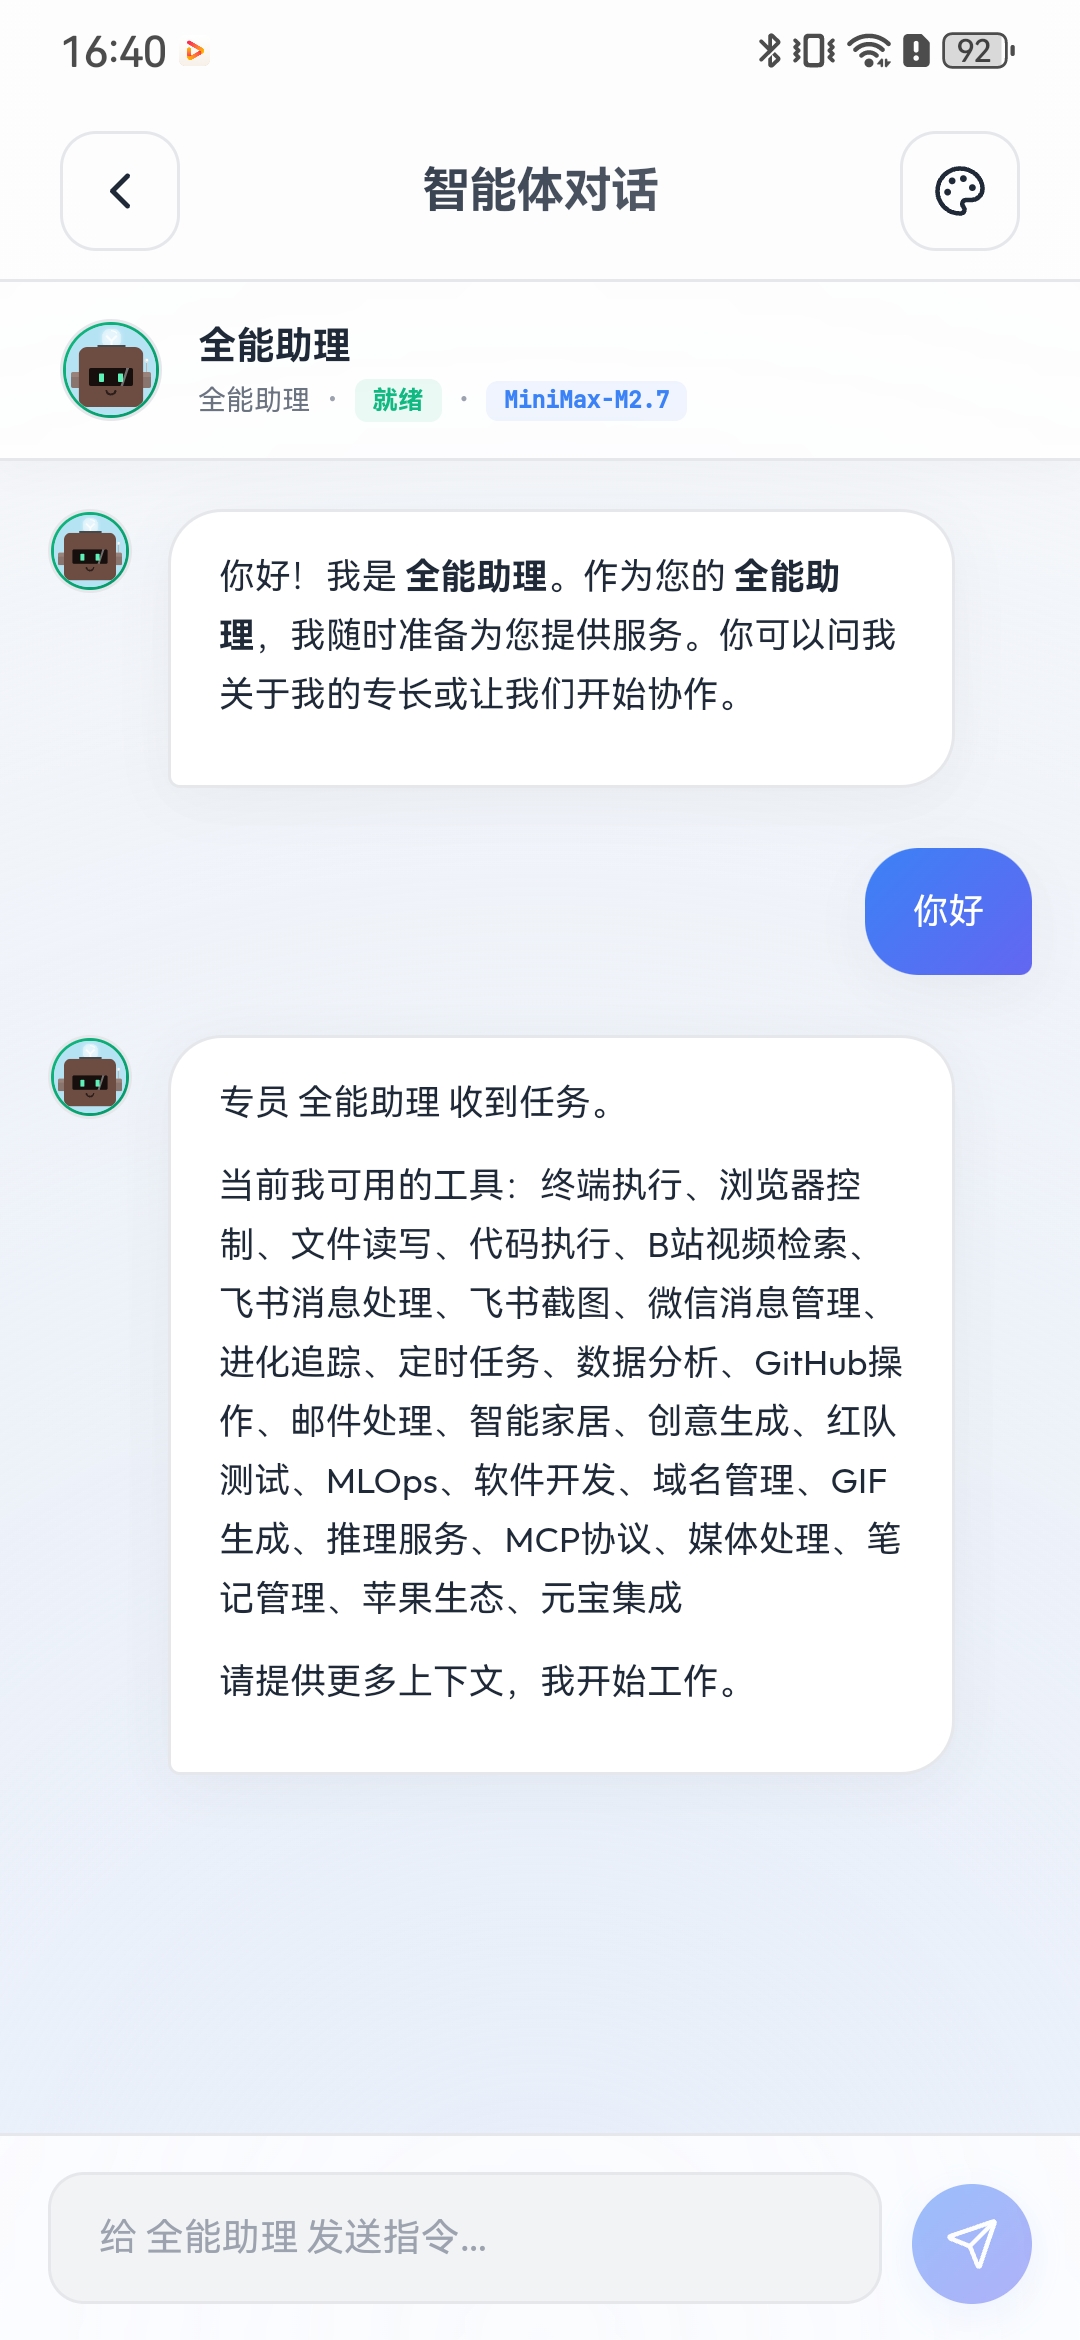 16:40
92
智能体对话
全能助理
全能助理 · 就绪 · MiniMax-M2.7
你好！我是 全能助理。作为您的 全能助
理，我随时准备为您提供服务。你可以问我
关于我的专长或让我们开始协作。
你好
专员 全能助理 收到任务。
当前我可用的工具：终端执行、浏览器控
制、文件读写、代码执行、B站视频检索、
飞书消息处理、飞书截图、微信消息管理、
进化追踪、定时任务、数据分析、GitHub操
作、邮件处理、智能家居、创意生成、红队
测试、MLOps、软件开发、域名管理、GIF
生成、推理服务、MCP协议、媒体处理、笔
记管理、苹果生态、元宝集成
请提供更多上下文，我开始工作。
给 全能助理 发送指令...